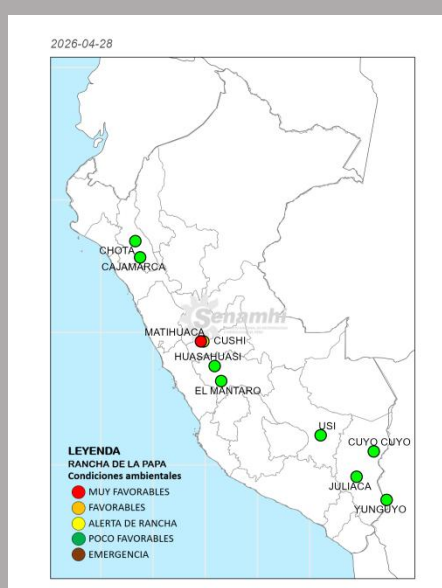 2026-04-28
CHOTA
CAJAMARCA
Senamhi
MATIHUACA
CUSHI
HUASAHUASI
EL MANTARO
USI
CUYO CUYO
JULIACA
YUNGUYO
LEYENDA
RANCHA DE LA PAPA
Condiciones ambientales
MUY FAVORABLES
FAVORABLES
ALERTA DE RANCHA
POCO FAVORABLES
EMERGENCIA